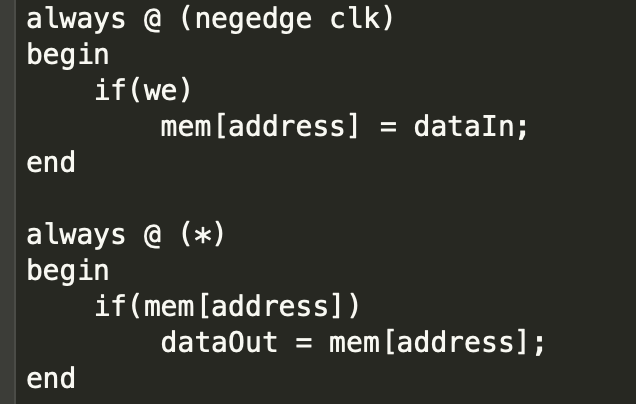 always @ (negedge clk)
begin
    if(we)
        mem[address] = dataIn;
end

always @ (*)
begin
    if(mem[address])
        dataOut = mem[address];
end